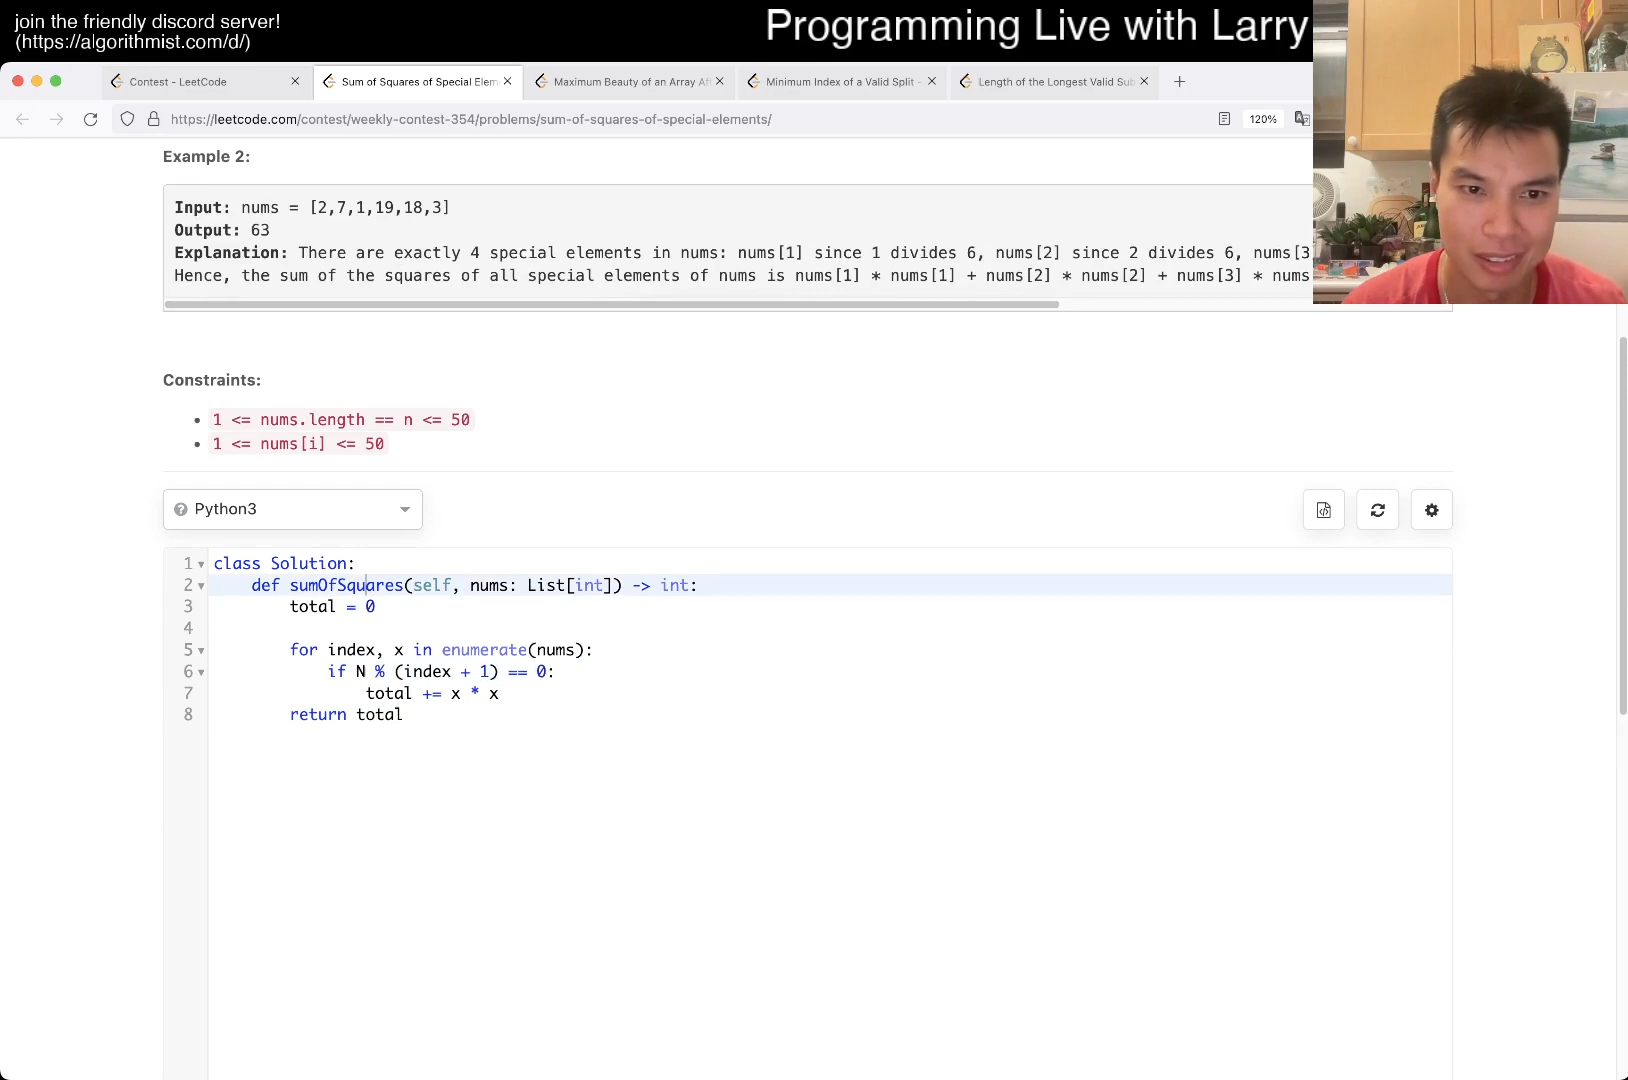 join the friendly discord server!
(https://algorithmist.com/d/)
Programming Live with Larry
Contest - LeetCode
Sum of Squares of Special Elem
Maximum Beauty of an Array Aft
Minimum Index of a Valid Split -
Length of the Longest Valid Sub
https://leetcode.com/contest/weekly-contest-354/problems/sum-of-squares-of-special-elements/
120%
Example 2:
Input: nums = [2,7,1,19,18,3]
Output: 63
Explanation: There are exactly 4 special elements in nums: nums[1] since 1 divides 6, nums[2] since 2 divides 6, nums[3
Hence, the sum of the squares of all special elements of nums is nums[1] * nums[1] + nums[2] * nums[2] + nums[3] * nums
Constraints:
1 <= nums.length == n <= 50
1 <= nums[i] <= 50
Python3
1 class Solution:
2 def sumOfSquares(self, nums: List[int]) -> int:
3 total = 0
4
5 for index, x in enumerate(nums):
6 if N % (index + 1) == 0:
7 total += x * x
8 return total